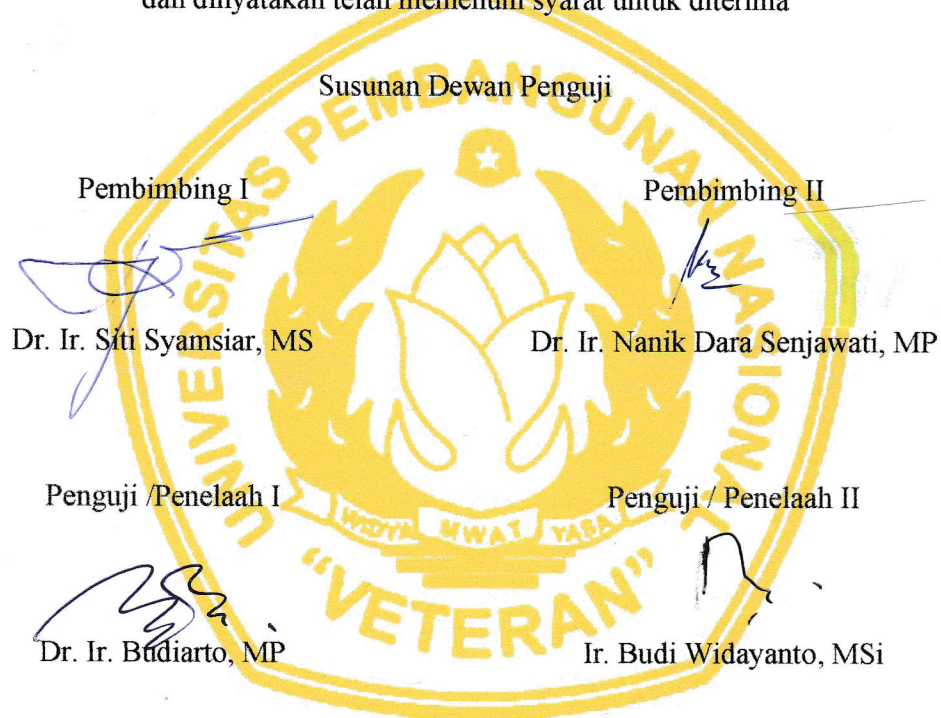 dan dinyatakan telah memenuhi syarat untuk diterima
Susunan Dewan Penguji
Pembimbing I
Pembimbing II
Dr. Ir. Siti Syamsiar, MS
Dr. Ir. Nanik Dara Senjawati, MP
Penguji /Penelaah I
Penguji / Penelaah II
Dr. Ir. Budiarto, MP
Ir. Budi Widayanto, MSi
UNIVERSITAS PEMBANGUNAN NASIONAL
WIDYA MWAT YASA
“VETERAN”